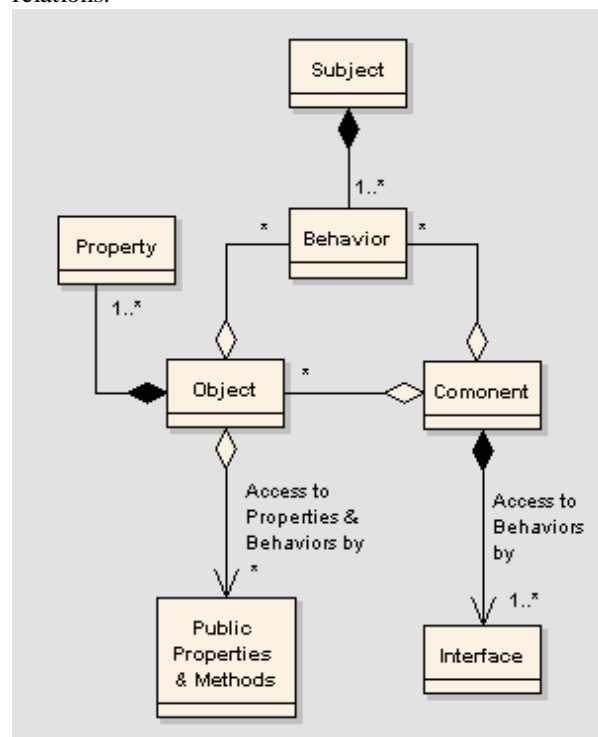 relations.
Subject
1..*
Property
*
Behavior
*
1..*
Object
*
Comonent
Access to
Properties &
Behaviors by
*
Access to
Behaviors
by
1..*
Public
Properties
& Methods
Interface